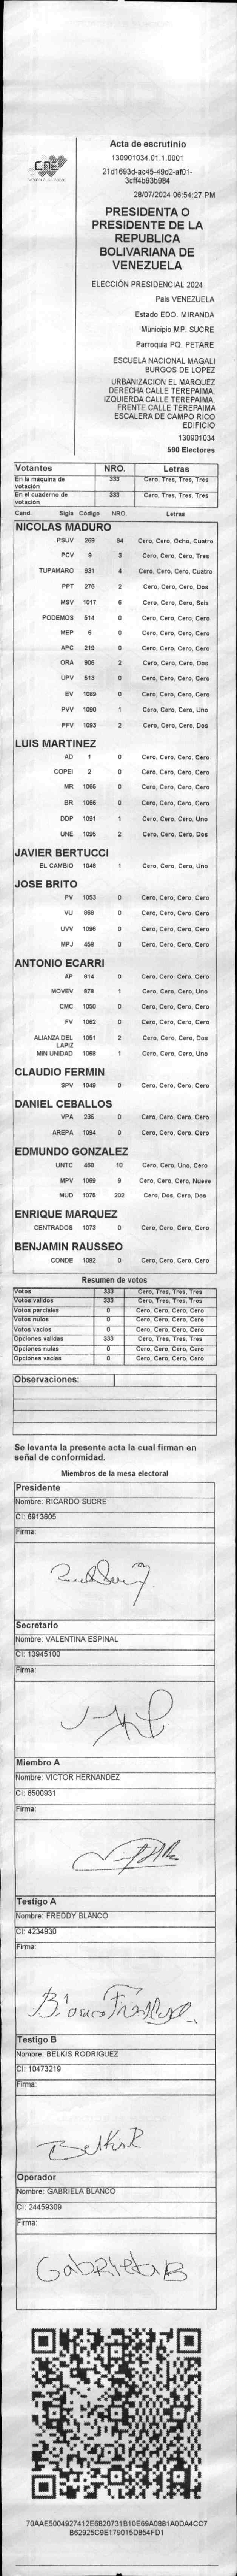 CNE
Acta de escrutinio
130901034.01.1.0001
21d1693d-ac45-49d2-af01-
3cff4b93b984
28/07/2024 06:54:27 PM
PRESIDENTA O
PRESIDENTE DE LA
REPUBLICA
BOLIVARIANA DE
VENEZUELA
ELECCIÓN PRESIDENCIAL 2024
Pais VENEZUELA
Estado EDO. MIRANDA
Municipio MP. SUCRE
Parroquia PQ. PETARE
ESCUELA NACIONAL MAGALI
BURGOS DE LOPEZ
URBANIZACION EL MARQUEZ
DERECHA CALLE TEREPAIMA.
IZQUIERDA CALLE TEREPAIMA.
FRENTE CALLE TEREPAIMA
ESCALERA DE CAMPO RICO
EDIFICIO
130901034
590 Electores
Votantes NRO. Letras
En la máquina de votación 333 Cero, Tres, Tres, Tres
En el cuaderno de votación 333 Cero, Tres, Tres, Tres
Cand. Sigla Código NRO. Letras
NICOLAS MADURO
PSUV 269 84 Cero, Cero, Ocho, Cuatro
PCV 9 3 Cero, Cero, Cero, Tres
TUPAMARO 931 4 Cero, Cero, Cero, Cuatro
PPT 276 2 Cero, Cero, Cero, Dos
MSV 1017 6 Cero, Cero, Cero, Seis
PODEMOS 514 0 Cero, Cero, Cero, Cero
MEP 6 0 Cero, Cero, Cero, Cero
APC 219 0 Cero, Cero, Cero, Cero
ORA 906 2 Cero, Cero, Cero, Dos
UPV 513 0 Cero, Cero, Cero, Cero
EV 1089 0 Cero, Cero, Cero, Cero
PVV 1090 1 Cero, Cero, Cero, Uno
PFV 1093 2 Cero, Cero, Cero, Dos
LUIS MARTINEZ
AD 1 0 Cero, Cero, Cero, Cero
COPEI 2 0 Cero, Cero, Cero, Cero
MR 1065 0 Cero, Cero, Cero, Cero
BR 1066 0 Cero, Cero, Cero, Cero
DDP 1091 1 Cero, Cero, Cero, Uno
UNE 1095 2 Cero, Cero, Cero, Dos
JAVIER BERTUCCI
EL CAMBIO 1048 1 Cero, Cero, Cero, Uno
JOSE BRITO
PV 1053 0 Cero, Cero, Cero, Cero
VU 868 0 Cero, Cero, Cero, Cero
UVV 1096 0 Cero, Cero, Cero, Cero
MPJ 458 0 Cero, Cero, Cero, Cero
ANTONIO ECARRI
AP 814 0 Cero, Cero, Cero, Cero
MOVEV 678 1 Cero, Cero, Cero, Uno
CMC 1050 0 Cero, Cero, Cero, Cero
FV 1062 0 Cero, Cero, Cero, Cero
ALIANZA DEL LAPIZ 1051 2 Cero, Cero, Cero, Dos
MIN UNIDAD 1068 1 Cero, Cero, Cero, Uno
CLAUDIO FERMIN
SPV 1049 0 Cero, Cero, Cero, Cero
DANIEL CEBALLOS
VPA 236 0 Cero, Cero, Cero, Cero
AREPA 1094 0 Cero, Cero, Cero, Cero
EDMUNDO GONZALEZ
UNTC 460 10 Cero, Cero, Uno, Cero
MPV 1069 9 Cero, Cero, Cero, Nueve
MUD 1075 202 Cero, Dos, Cero, Dos
ENRIQUE MARQUEZ
CENTRADOS 1073 0 Cero, Cero, Cero, Cero
BENJAMIN RAUSSEO
CONDE 1092 0 Cero, Cero, Cero, Cero
Resumen de votos
Votos 333 Cero, Tres, Tres, Tres
Votos validos 333 Cero, Tres, Tres, Tres
Votos parciales 0 Cero, Cero, Cero, Cero
Votos nulos 0 Cero, Cero, Cero, Cero
Votos vacios 0 Cero, Cero, Cero, Cero
Opciones validas 333 Cero, Tres, Tres, Tres
Opciones nulas 0 Cero, Cero, Cero, Cero
Opciones vacias 0 Cero, Cero, Cero, Cero
Observaciones:
Se levanta la presente acta la cual firman en
señal de conformidad.
Miembros de la mesa electoral
Presidente
Nombre: RICARDO SUCRE
CI: 6913605
Firma:
Secretario
Nombre: VALENTINA ESPINAL
CI: 13945100
Firma:
Miembro A
Nombre: VICTOR HERNANDEZ
CI: 6500931
Firma:
Testigo A
Nombre: FREDDY BLANCO
CI: 4234930
Firma:
Blanco Freddy
Testigo B
Nombre: BELKIS RODRIGUEZ
CI: 10473219
Firma:
Belkis R
Operador
Nombre: GABRIELA BLANCO
CI: 24459309
Firma:
Gabriela B
70AAE5004927412E6820731B10E69A0881A0DA4CC7
B62925C9E179015D854FD1